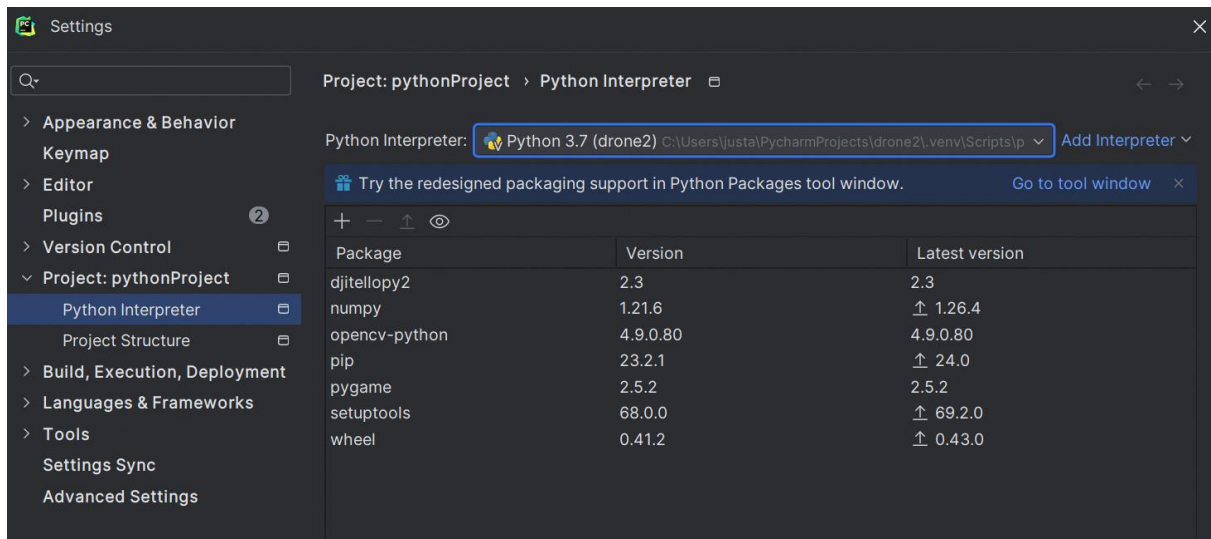 PC
Settings
Project: pythonProject › Python Interpreter
Appearance & Behavior
Keymap
Editor
Plugins 2
Version Control
Project: pythonProject
Python Interpreter
Project Structure
Build, Execution, Deployment
Languages & Frameworks
Tools
Settings Sync
Advanced Settings
Python Interpreter: Python 3.7 (drone2) C:\Users\justa\PycharmProjects\drone2\.venv\Scripts\p Add Interpreter
Try the redesigned packaging support in Python Packages tool window. Go to tool window
Package Version Latest version
djitellopy2 2.3 2.3
numpy 1.21.6 1.26.4
opencv-python 4.9.0.80 4.9.0.80
pip 23.2.1 24.0
pygame 2.5.2 2.5.2
setuptools 68.0.0 69.2.0
wheel 0.41.2 0.43.0